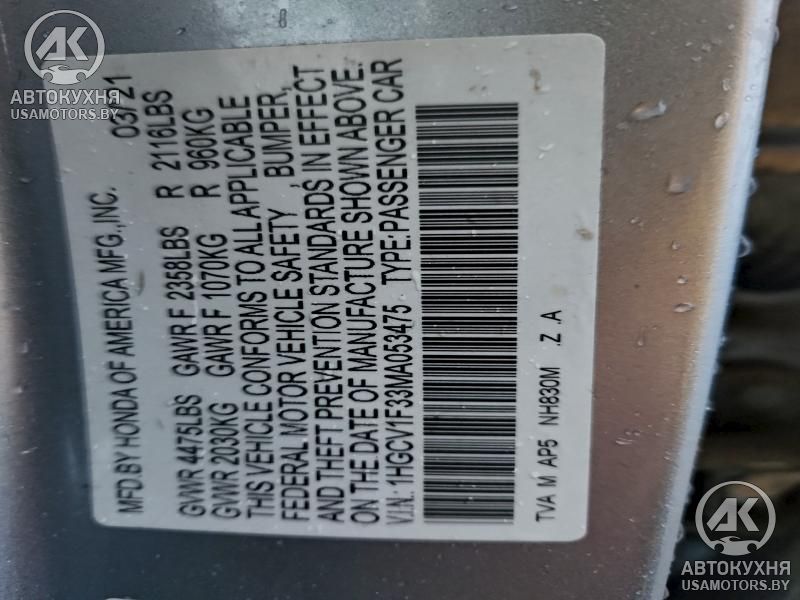 AK
АВТОКУХНЯ
USAMOTORS.BY
MFD.BY HONDA OF AMERICA MFG.,INC. 03/21
GVWR 4475LBS GAWR F 2358LBS R 2116LBS
GVWR 2030KG GAWR F 1070KG R 960KG
THIS VEHICLE CONFORMS TO ALL APPLICABLE
FEDERAL MOTOR VEHICLE SAFETY , BUMPER,
AND THEFT PREVENTION STANDARDS IN EFFECT
ON THE DATE OF MANUFACTURE SHOWN ABOVE.
V.I.N.: 1HGCV1F33MA053475 TYPE:PASSENGER CAR
TVA M AP5 NH830M :Z .A
AK
АВТОКУХНЯ
USAMOTORS.BY